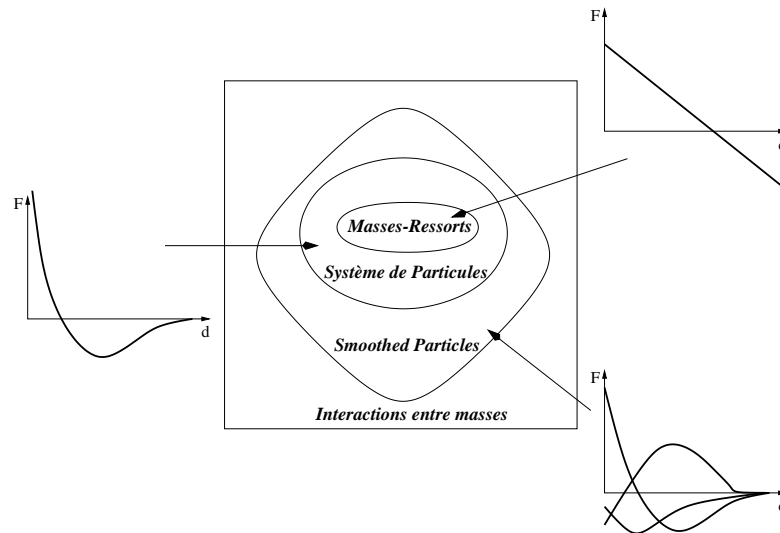 F
Masses-Ressorts
F
Système de Particules
d
Smoothed Particles
F
Interactions entre masses